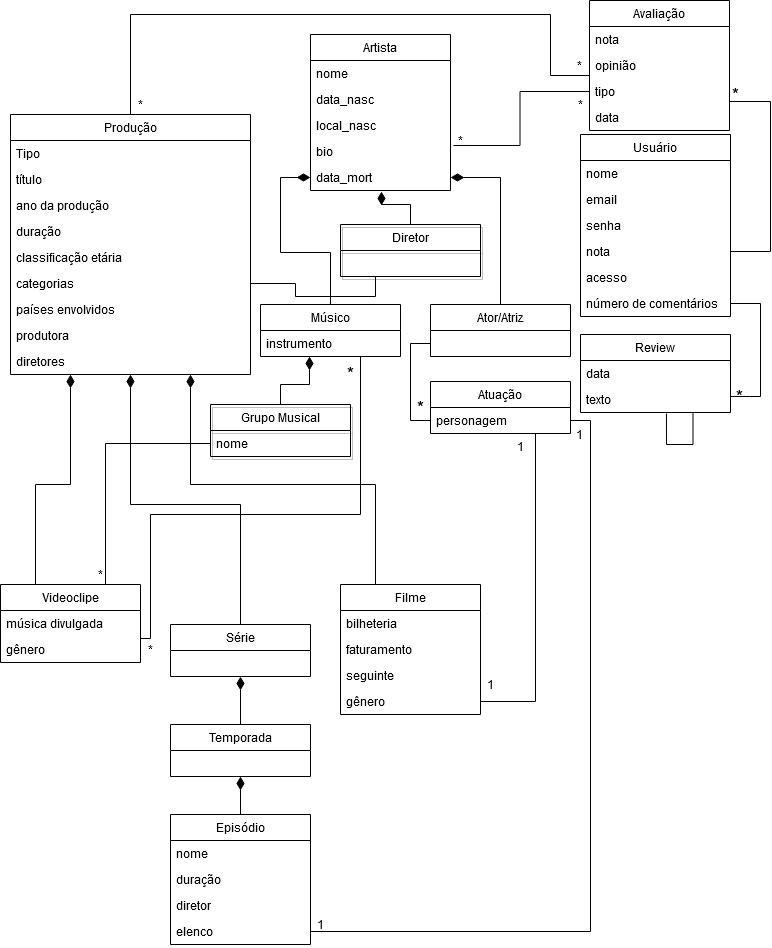 Avaliação
nota
opinião
tipo
data
*
*
*
*
*
Artista
nome
data_nasc
local_nasc
bio
data_mort
Produção
Tipo
título
ano da produção
duração
classificação etária
categorias
países envolvidos
produtora
diretores
Usuário
nome
email
senha
nota
acesso
número de comentários
Diretor
Músico
instrumento
*
Ator/Atriz
Review
data
texto
*
Atuação
personagem
*
1
1
Grupo Musical
nome
*
Videoclipe
música divulgada
gênero
*
Série
Filme
bilheteria
faturamento
seguinte
gênero
1
Temporada
Episódio
nome
duração
diretor
elenco
1